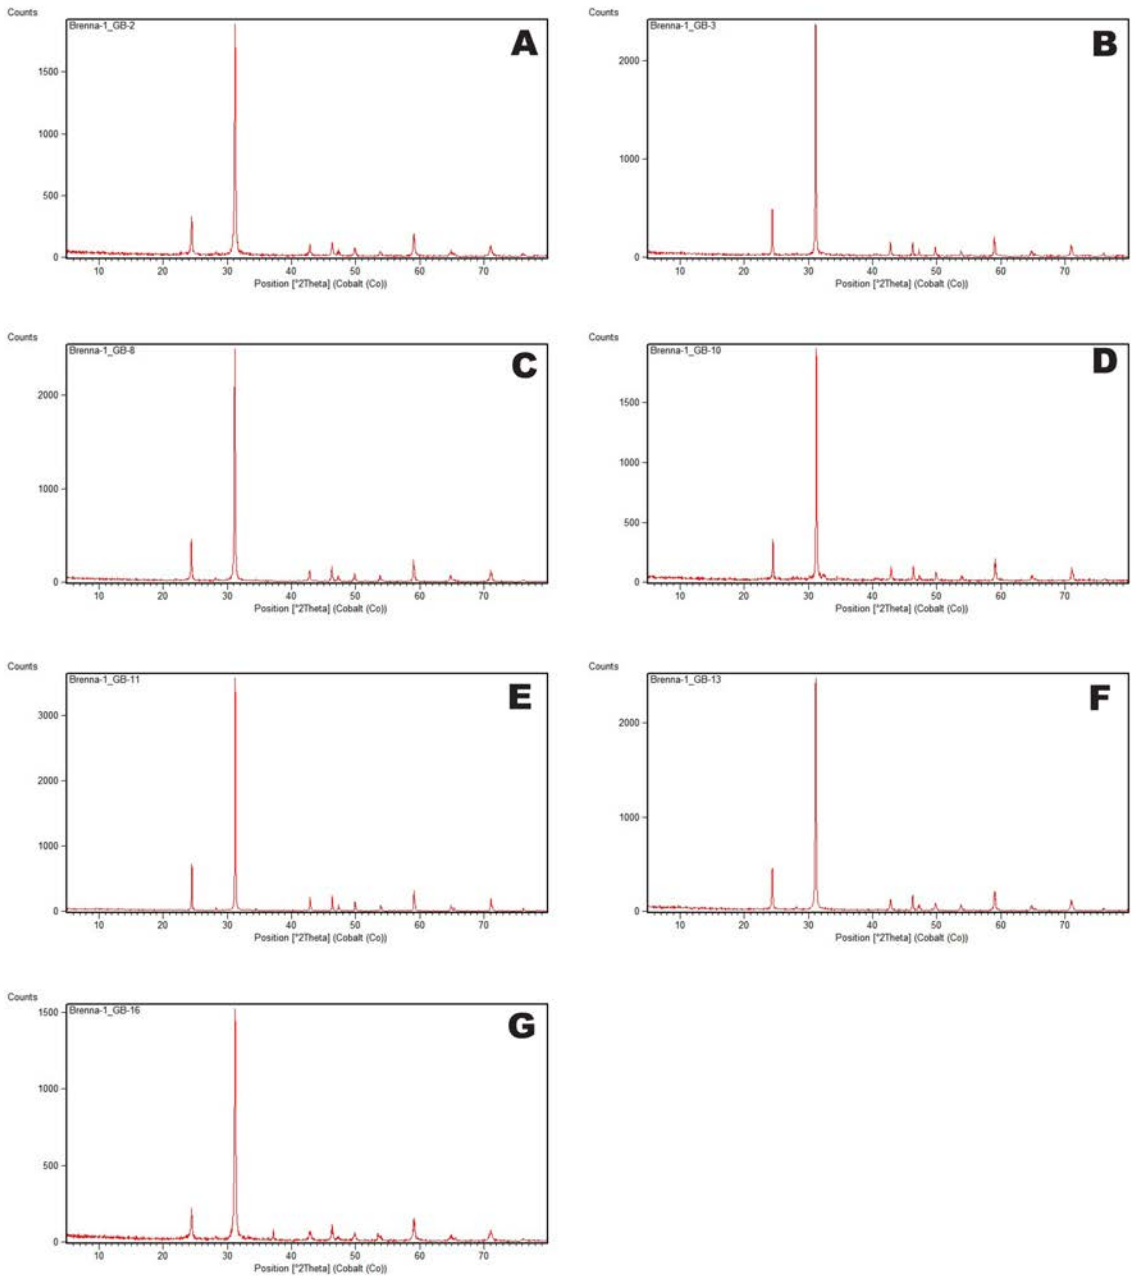 Counts
Brenna-1_GB-2
A
1500
1000
500
0
10 20 30 40 50 60 70
Position [°2Theta] (Cobalt (Co))
Counts
Brenna-1_GB-3
B
2000
1000
0
10 20 30 40 50 60 70
Position [°2Theta] (Cobalt (Co))
Counts
Brenna-1_GB-8
C
2000
1000
0
10 20 30 40 50 60 70
Position [°2Theta] (Cobalt (Co))
Counts
Brenna-1_GB-10
D
1500
1000
500
0
10 20 30 40 50 60 70
Position [°2Theta] (Cobalt (Co))
Counts
Brenna-1_GB-11
E
3000
2000
1000
0
10 20 30 40 50 60 70
Position [°2Theta] (Cobalt (Co))
Counts
Brenna-1_GB-13
F
2000
1000
0
10 20 30 40 50 60 70
Position [°2Theta] (Cobalt (Co))
Counts
Brenna-1_GB-16
G
1500
1000
500
0
10 20 30 40 50 60 70
Position [°2Theta] (Cobalt (Co))